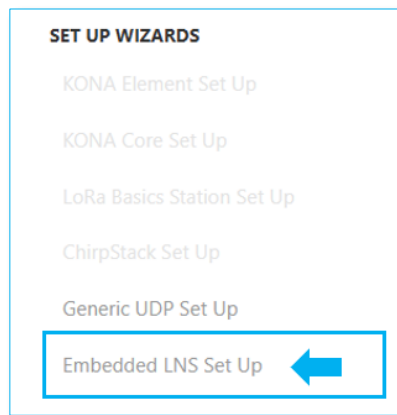 SET UP WIZARDS
KONA Element Set Up
KONA Core Set Up
LoRa Basics Station Set Up
ChirpStack Set Up
Generic UDP Set Up
Embedded LNS Set Up